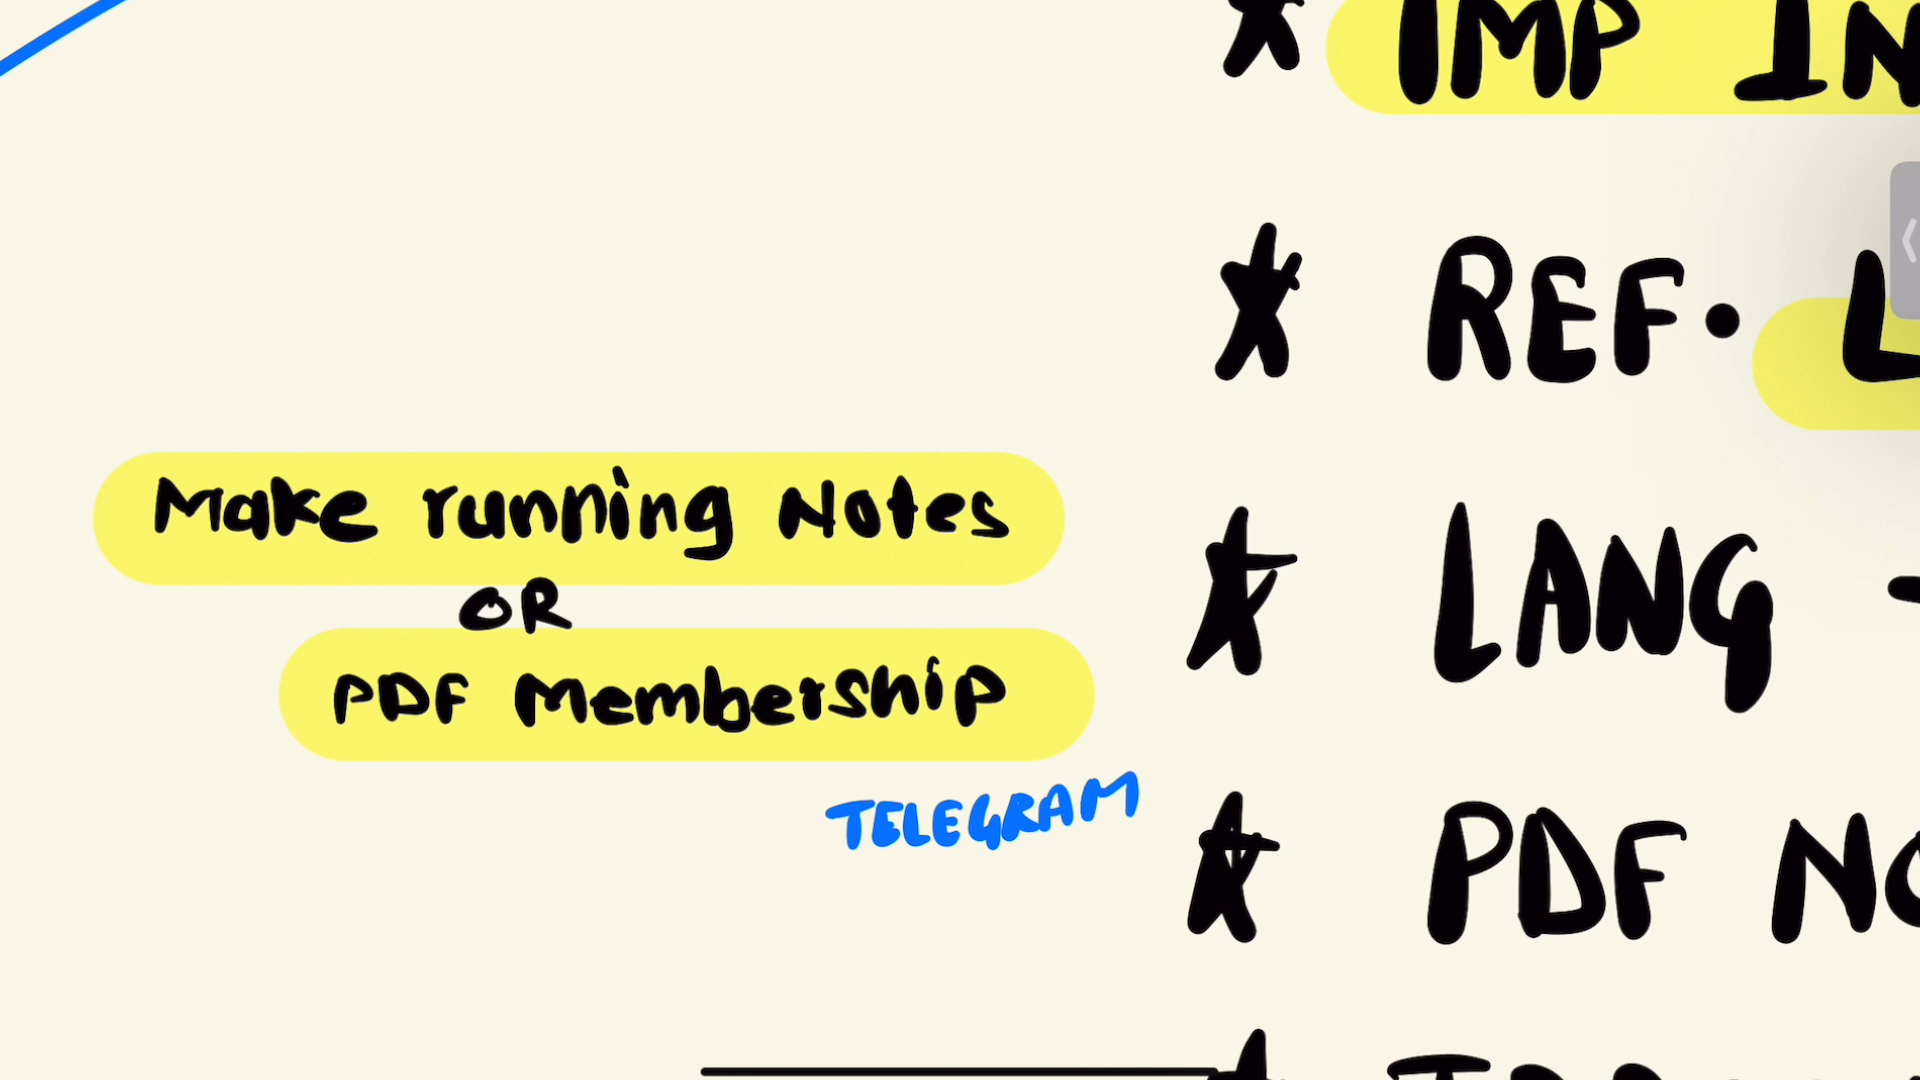 * IMP
* REF.
Make running Notes
OR
PDF Membership
TELEGRAM
* LANG -
* PDF